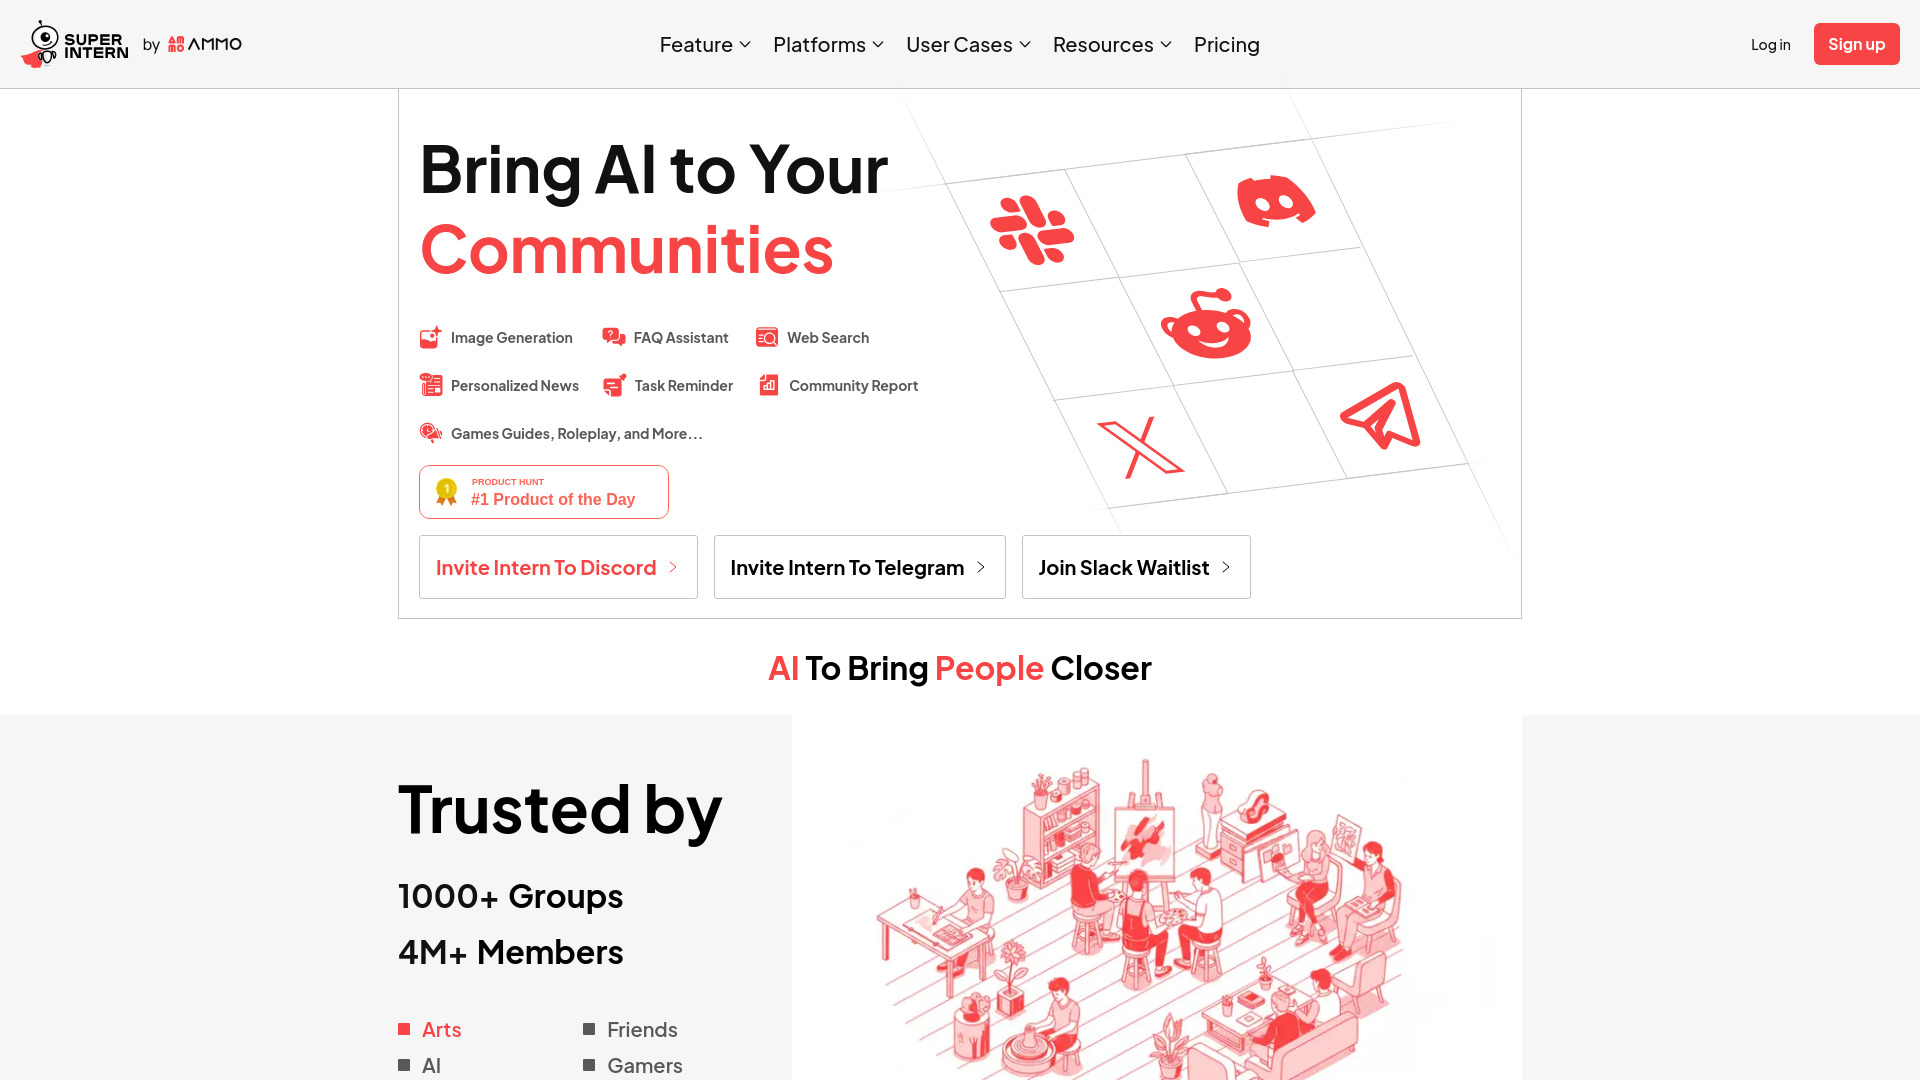 SUPER INTERN by AMMO
Feature
Platforms
User Cases
Resources
Pricing
Log in
Sign up
Bring AI to Your
Communities
Image Generation
FAQ Assistant
Web Search
Personalized News
Task Reminder
Community Report
Games Guides, Roleplay, and More...
1
PRODUCT HUNT
#1 Product of the Day
Invite Intern To Discord
Invite Intern To Telegram
Join Slack Waitlist
AI To Bring People Closer
Trusted by
1000+ Groups
4M+ Members
Arts
Friends
AI
Gamers